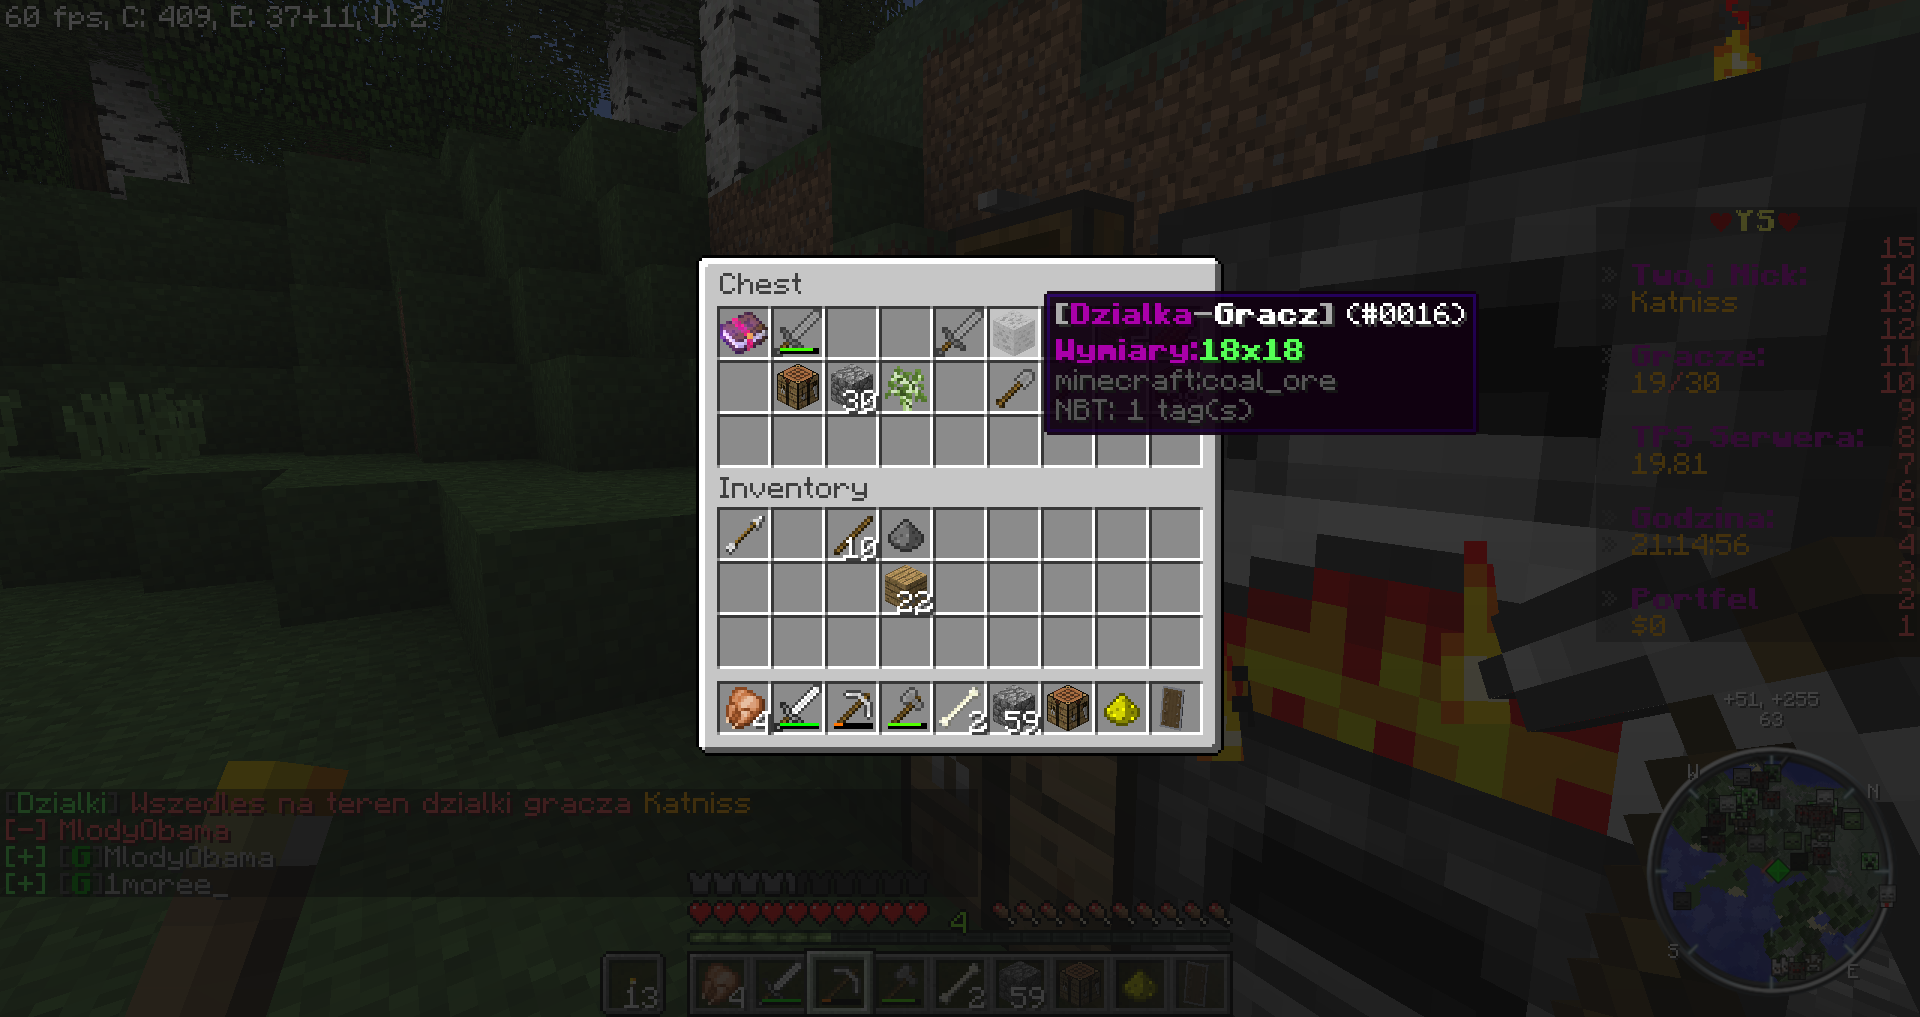 60 fps, C: 409, E: 37+11, U: 2
Chest
[Dzialka-Gracz] (#0016)
Wymiary:18x18
minecraft:coal_ore
NBT: 1 tag(s)
30
Inventory
10
22
4
2
59
♥Y5♥
15
» Twoj Nick: 14
» Katniss 13
12
» Gracze: 11
» 19/30 10
9
» TPS Serwera: 8
» 19.81 7
6
» Godzina: 5
» 21:14:56 4
3
» Portfel 2
$0 1
+51, +255
63
W
N
S
E
[Dzialki] Wszedles na teren dzialki gracza Katniss
[-] MlodyObama
[+] [G]MlodyObama
[+] [G]1moree_
4
13
4
2
59